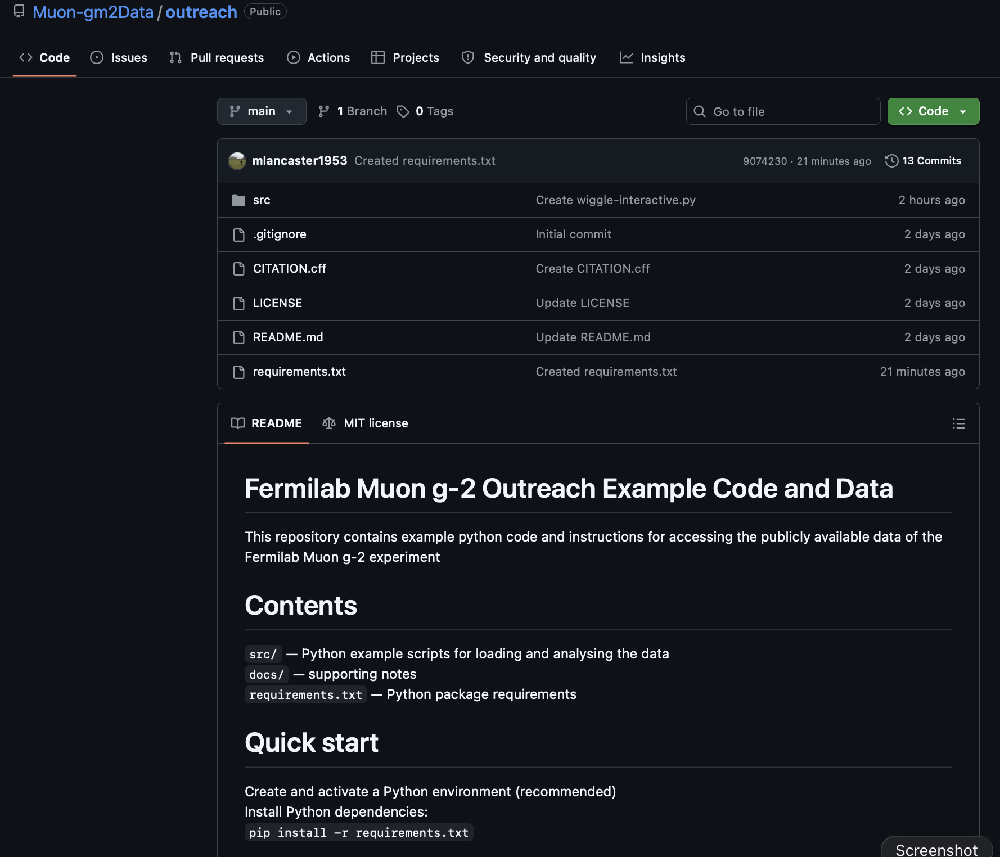 Muon-gm2Data / outreach Public
Code Issues Pull requests Actions Projects Security and quality Insights
main 1 Branch 0 Tags Go to file Code
mlancaster1953 Created requirements.txt 9074230 · 21 minutes ago 13 Commits
src Create wiggle-interactive.py 2 hours ago
.gitignore Initial commit 2 days ago
CITATION.cff Create CITATION.cff 2 days ago
LICENSE Update LICENSE 2 days ago
README.md Update README.md 2 days ago
requirements.txt Created requirements.txt 21 minutes ago
README MIT license
Fermilab Muon g-2 Outreach Example Code and Data
This repository contains example python code and instructions for accessing the publicly available data of the
Fermilab Muon g-2 experiment
Contents
src/ — Python example scripts for loading and analysing the data
docs/ — supporting notes
requirements.txt — Python package requirements
Quick start
Create and activate a Python environment (recommended)
Install Python dependencies:
pip install -r requirements.txt
Screenshot